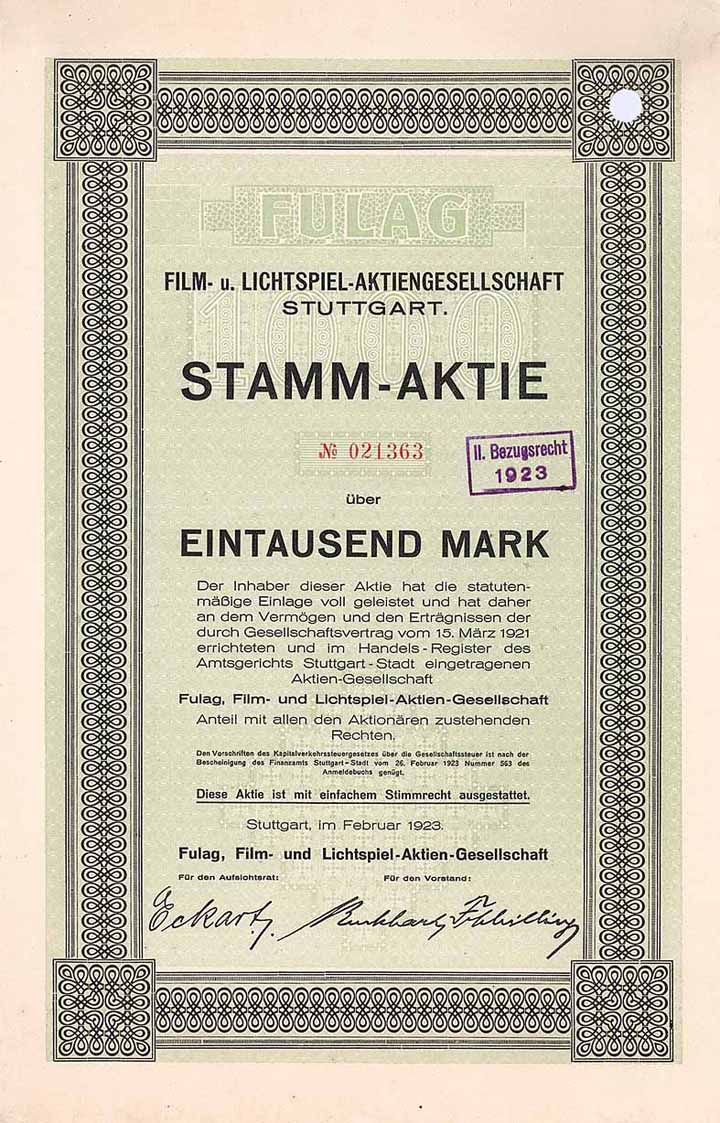 FULAG
FILM- u. LICHTSPIEL-AKTIENGESELLSCHAFT
STUTTGART.
1000
STAMM-AKTIE
№ 021363
II. Bezugsrecht
1923
über
EINTAUSEND MARK
Der Inhaber dieser Aktie hat die statuten-
mäßige Einlage voll geleistet und hat daher
an dem Vermögen und den Erträgnissen der
durch Gesellschaftsvertrag vom 15. März 1921
errichteten und im Handels-Register des
Amtsgerichts Stuttgart-Stadt eingetragenen
Aktien-Gesellschaft
Fulag, Film- und Lichtspiel-Aktien-Gesellschaft
Anteil mit allen den Aktionären zustehenden
Rechten.
Den Vorschriften des Kapitalverkehrssteuergesetzes über die Gesellschaftssteuer ist nach der
Bescheinigung des Finanzamts Stuttgart-Stadt vom 26. Februar 1923 Nummer 563 des
Anmeldebuchs genügt.
Diese Aktie ist mit einfachem Stimmrecht ausgestattet.
Stuttgart, im Februar 1923.
Fulag, Film- und Lichtspiel-Aktien-Gesellschaft
Für den Aufsichtsrat: Für den Vorstand:
Eckart